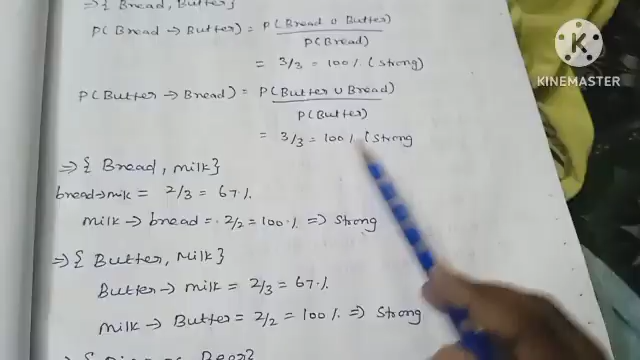 ⇒{ Bread, Butter}
P( Bread → Butter) = P( Bread ∪ Butter)
P(Bread)
= 3/3 = 100% (strong)
P(Butter → Bread) = P(Butter ∪ Bread)
P(Butter)
= 3/3 = 100% (strong
⇒{ Bread, milk}
bread→milk = 2/3 = 67%
milk → bread = 2/2 = 100% ⇒ strong
⇒{ Butter, Milk}
Butter → milk = 2/3 = 67%
Milk → Butter = 2/2 = 100% ⇒ strong
KINEMASTER